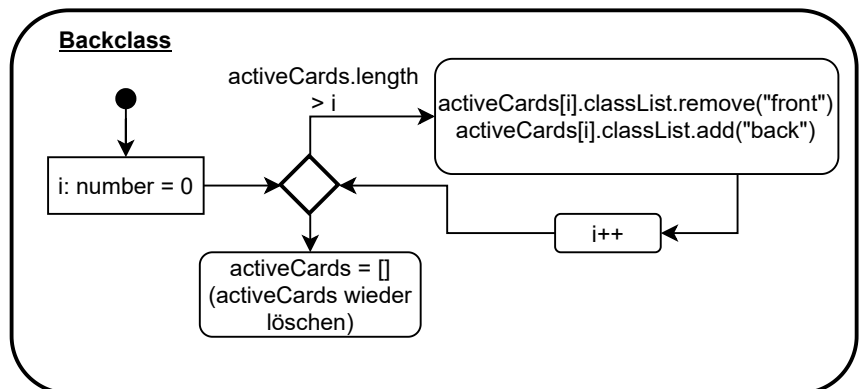 Backclass
activeCards.length
> i
activeCards[i].classList.remove("front")
activeCards[i].classList.add("back")
i: number = 0
i++
activeCards = []
(activeCards wieder
löschen)